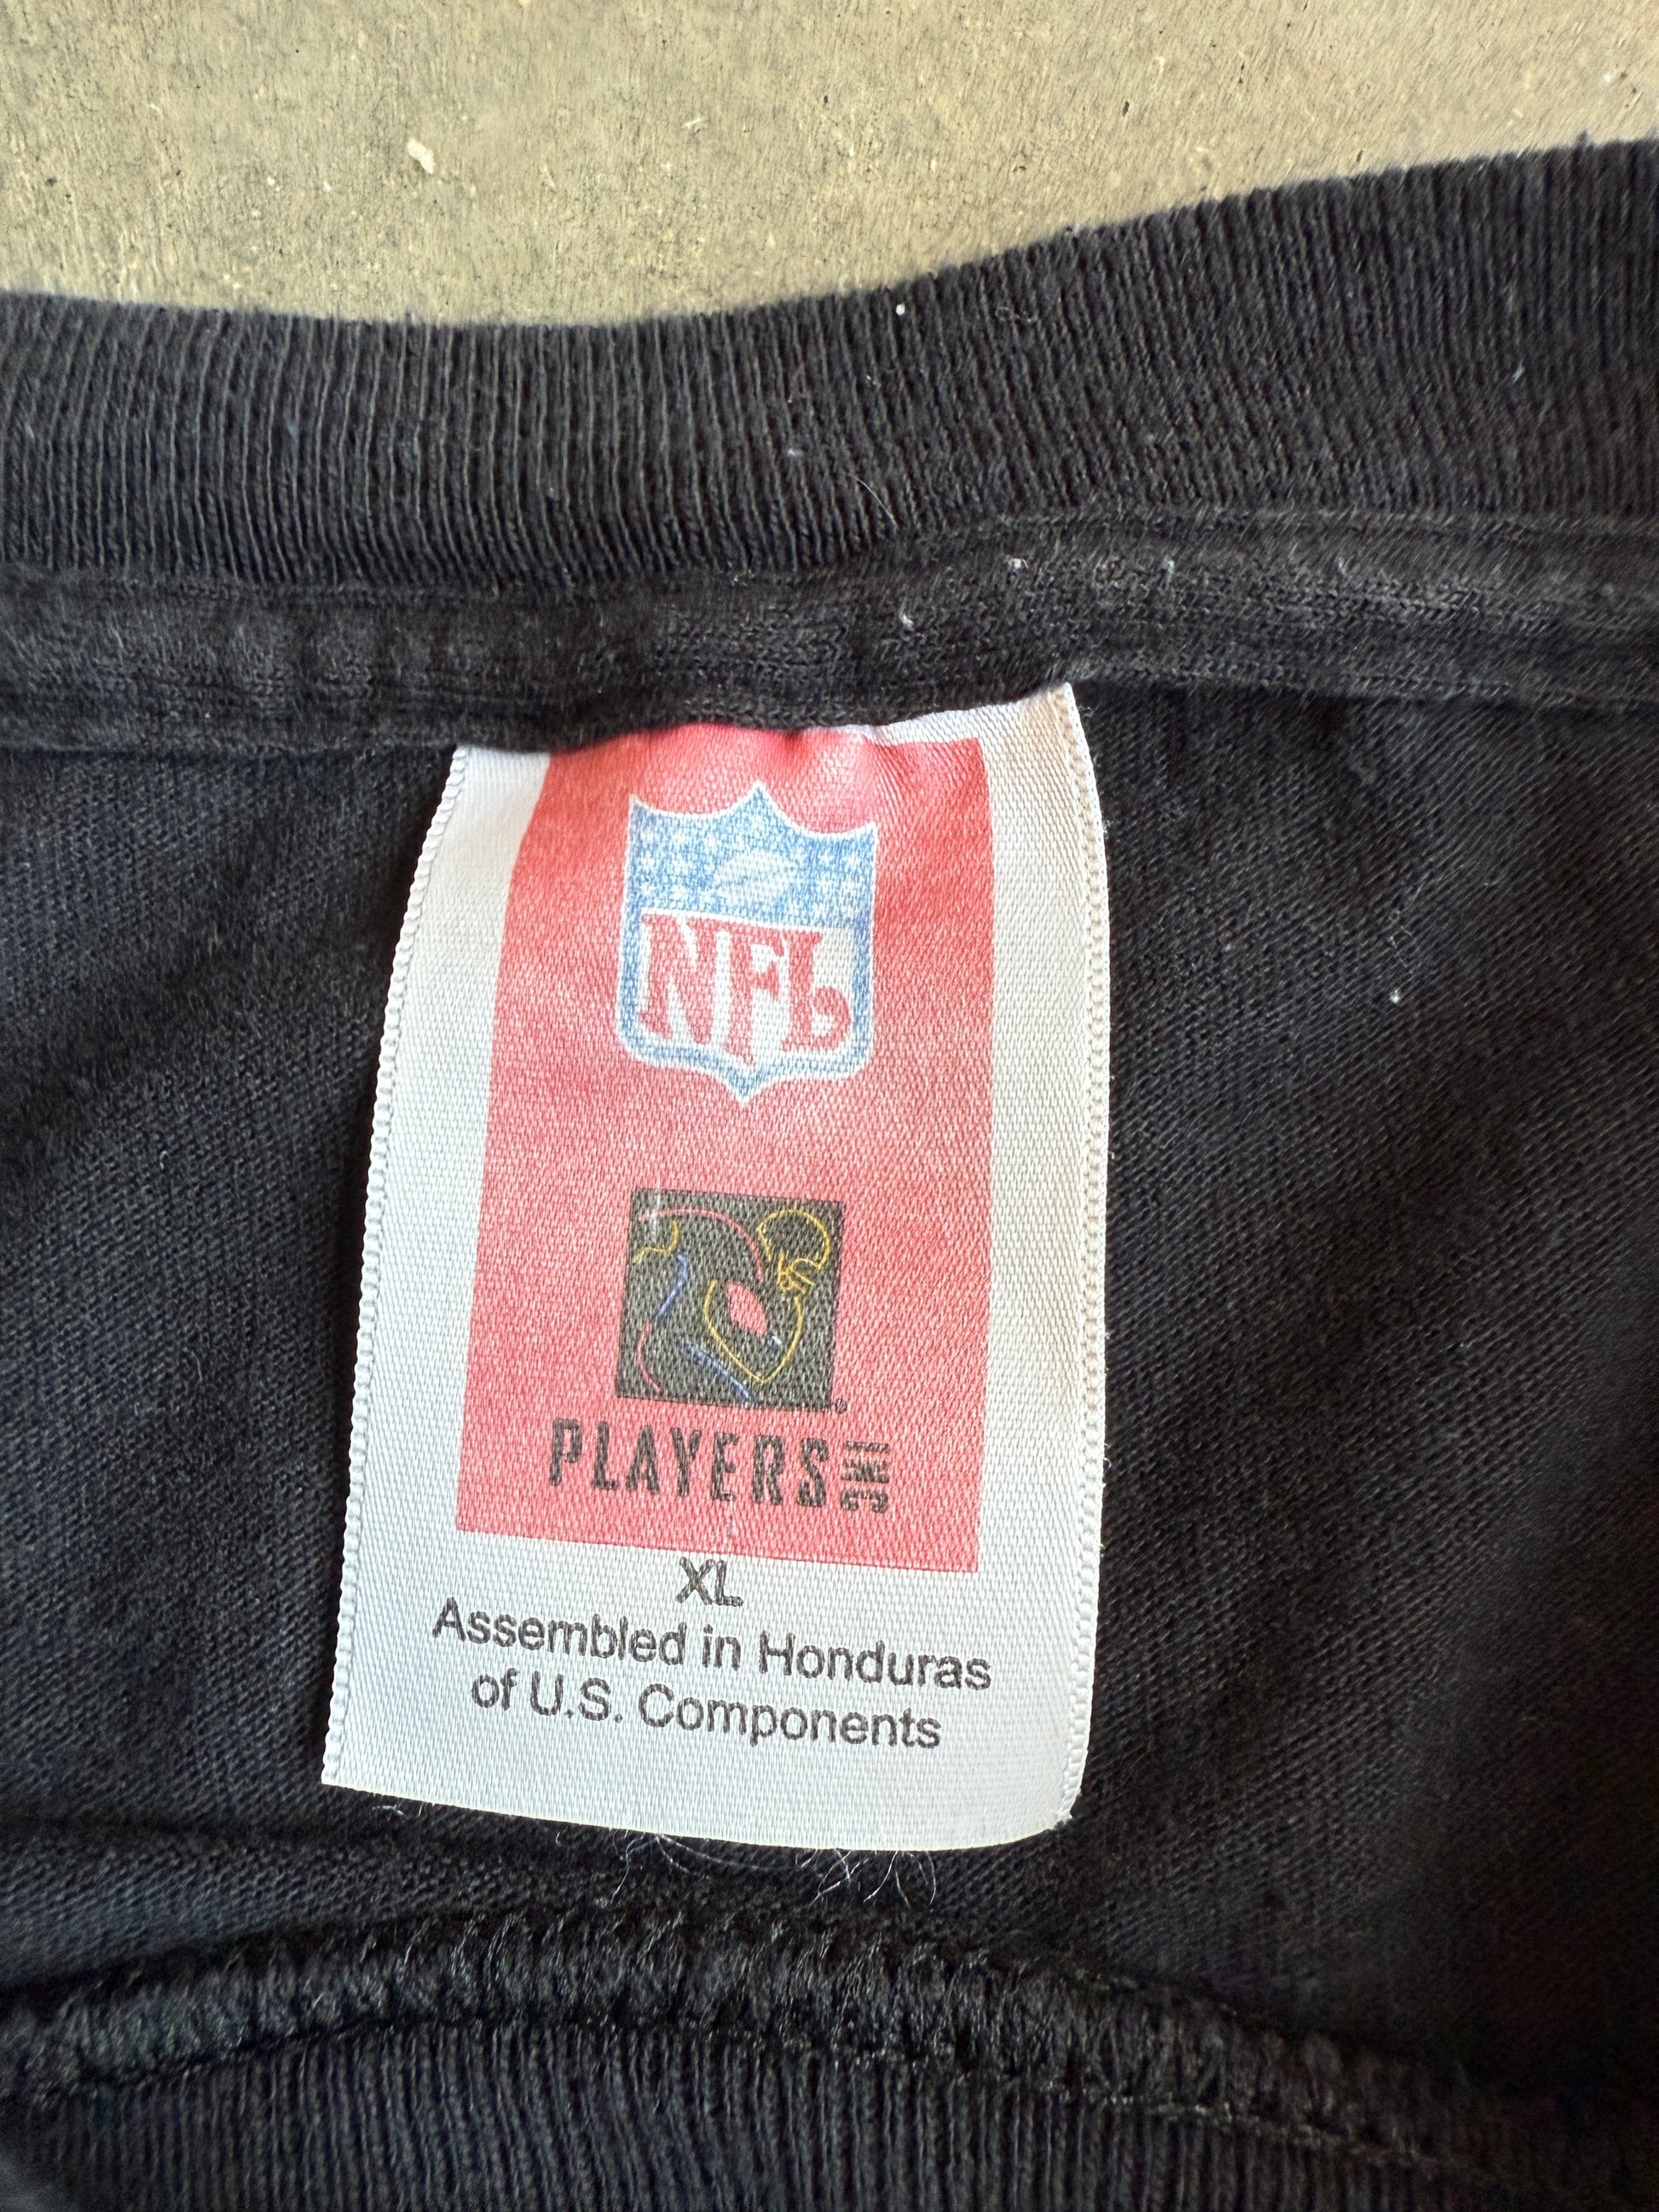 NFL
PLAYERS INC
XL
Assembled in Honduras
of U.S. Components